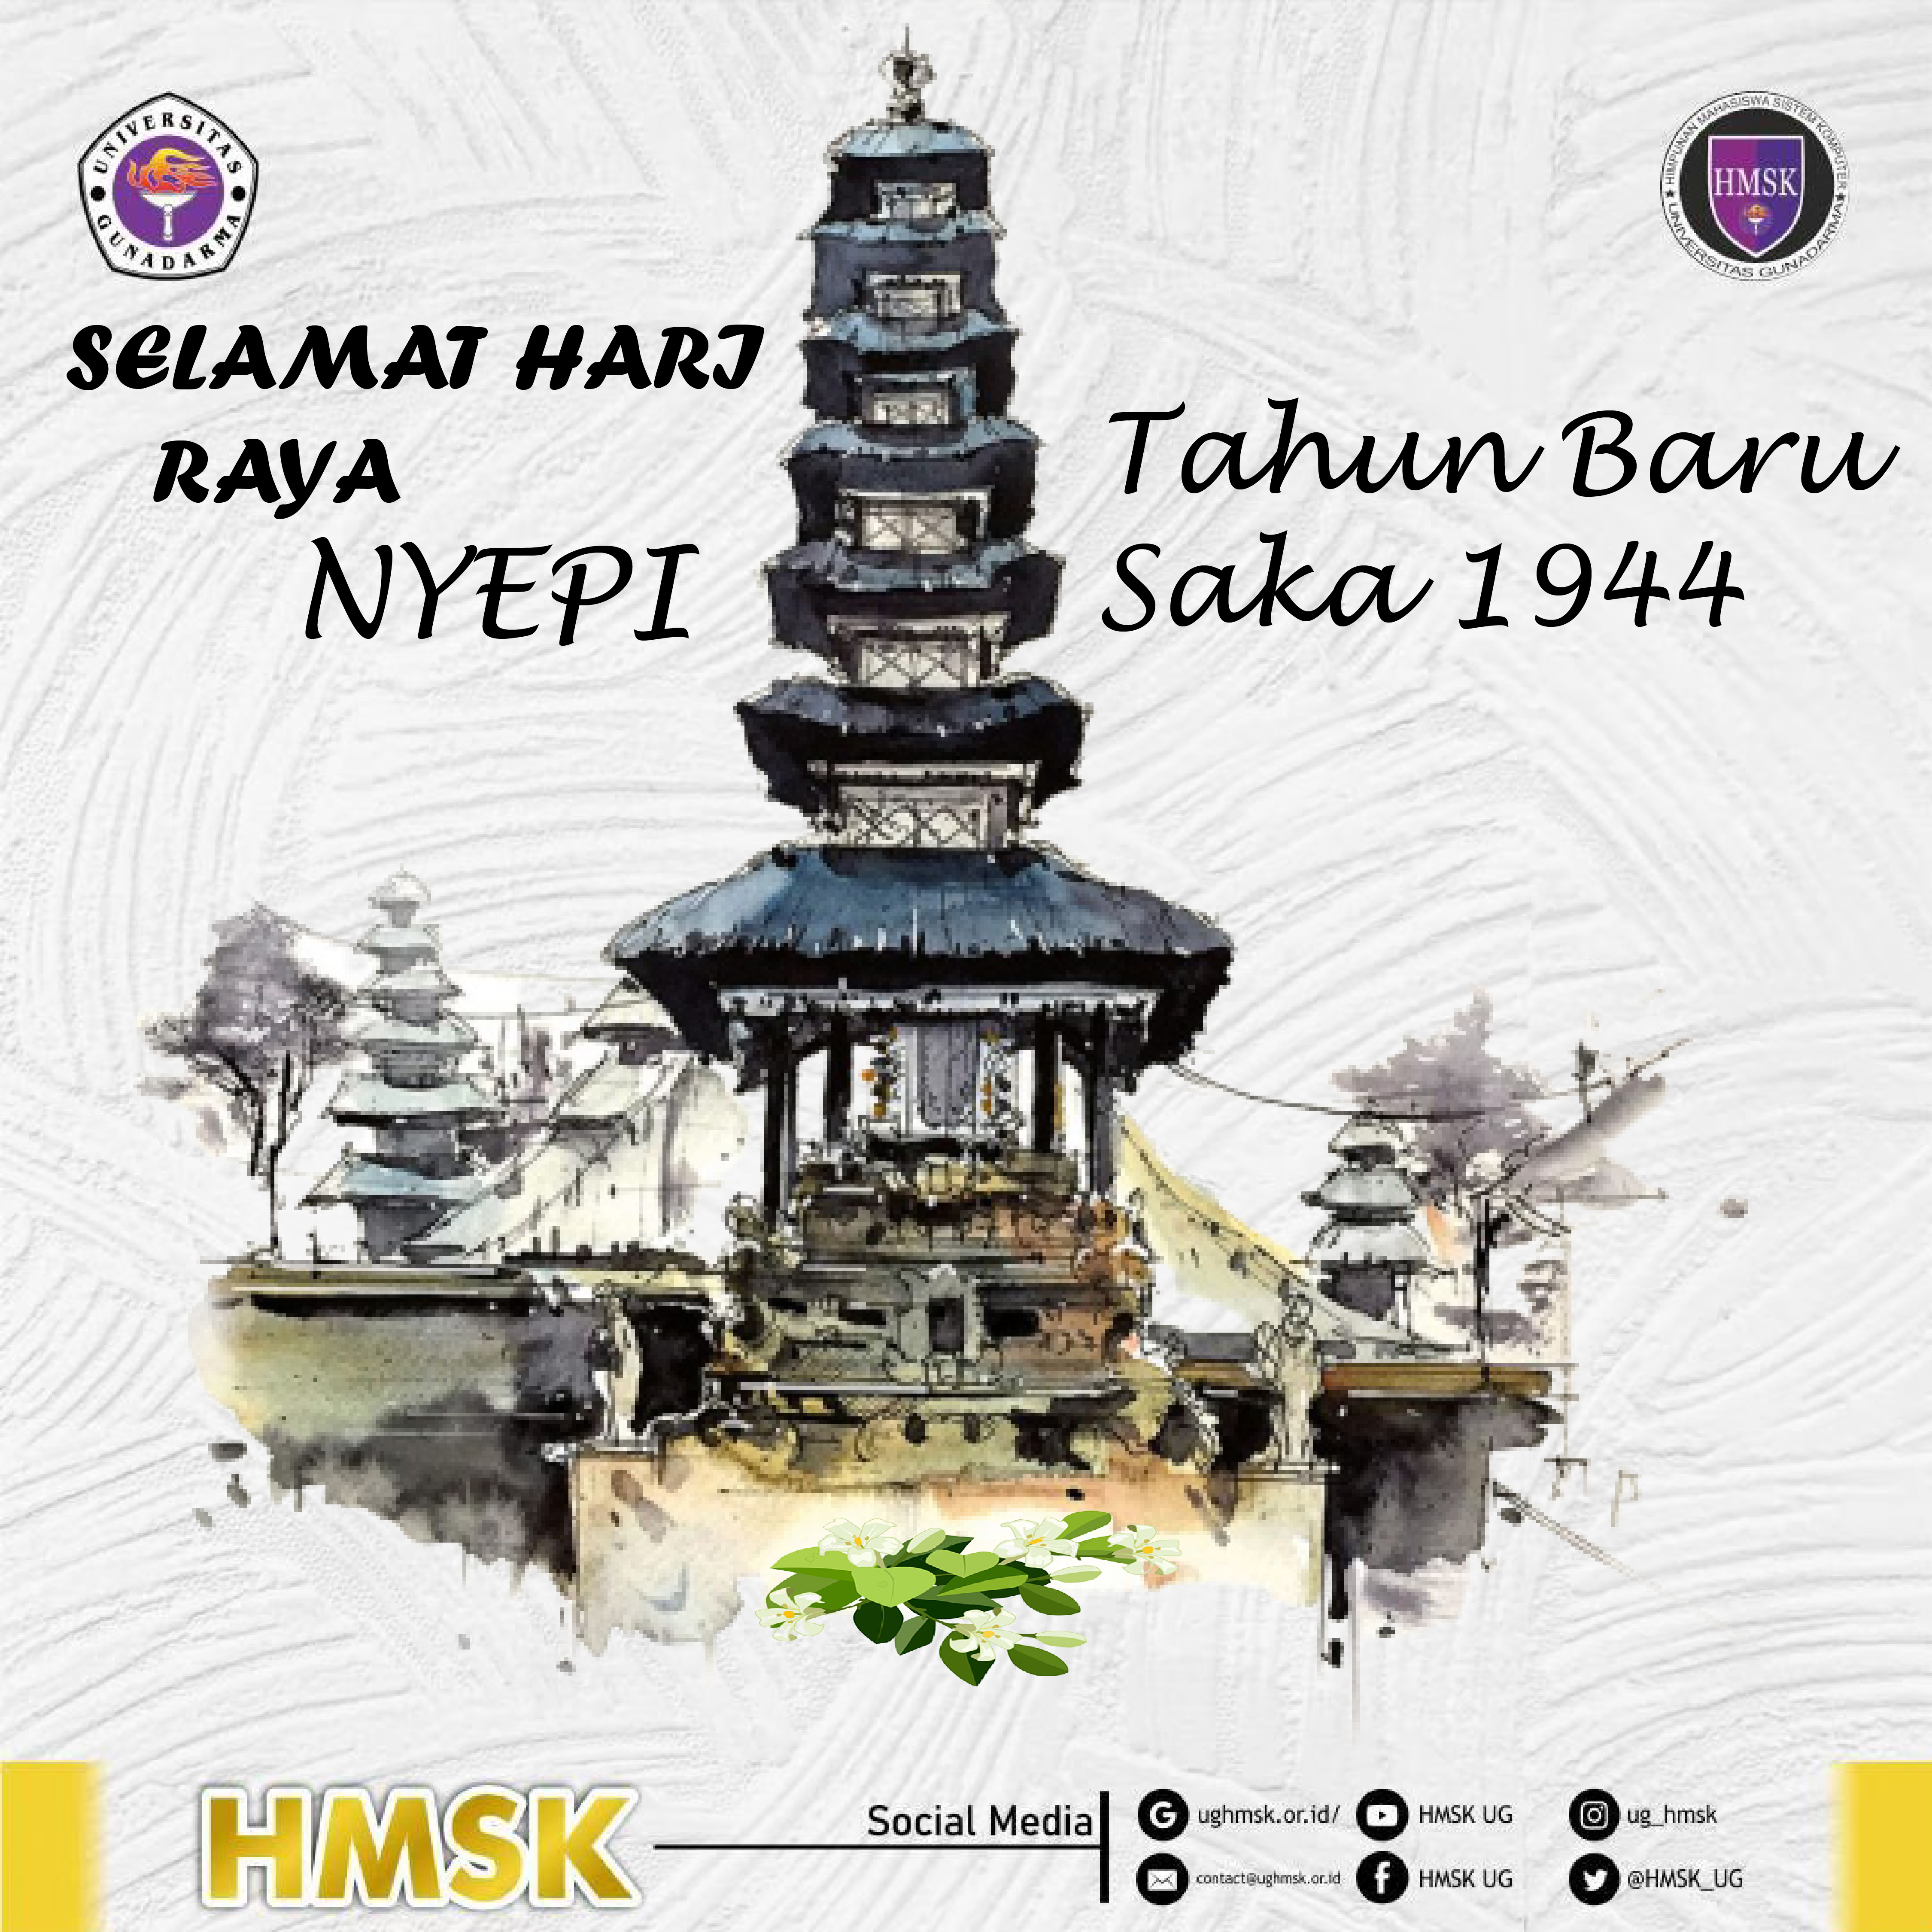 UNIVERSITAS GUNADARMA
HIMPUNAN MAHASISWA SISTEM KOMPUTER
HMSK
UNIVERSITAS GUNADARMA
SELAMAT HARI
RAYA
NYEPI
Tahun Baru
Saka 1944
HMSK
Social Media
ughmsk.or.id/
HMSK UG
ug_hmsk
contact@ughmsk.or.id
HMSK UG
@HMSK_UG